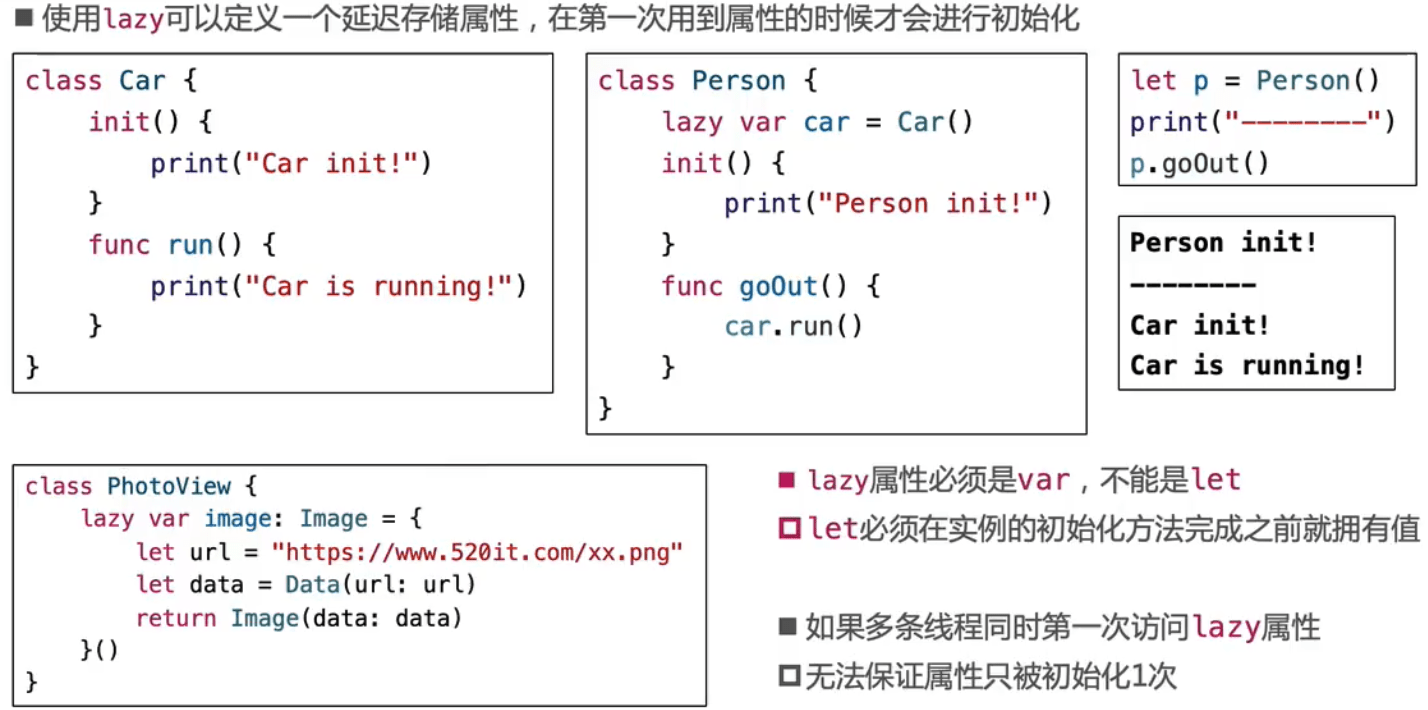 ■ 使用lazy可以定义一个延迟存储属性，在第一次用到属性的时候才会进行初始化
class Car {
    init() {
        print("Car init!")
    }
    func run() {
        print("Car is running!")
    }
}
class Person {
    lazy var car = Car()
    init() {
        print("Person init!")
    }
    func goOut() {
        car.run()
    }
}
let p = Person()
print("--------")
p.goOut()
Person init!
--------
Car init!
Car is running!
class PhotoView {
    lazy var image: Image = {
        let url = "https://www.520it.com/xx.png"
        let data = Data(url: url)
        return Image(data: data)
    }()
}
■ lazy属性必须是var，不能是let
□ let必须在实例的初始化方法完成之前就拥有值
■ 如果多条线程同时第一次访问lazy属性
□ 无法保证属性只被初始化1次